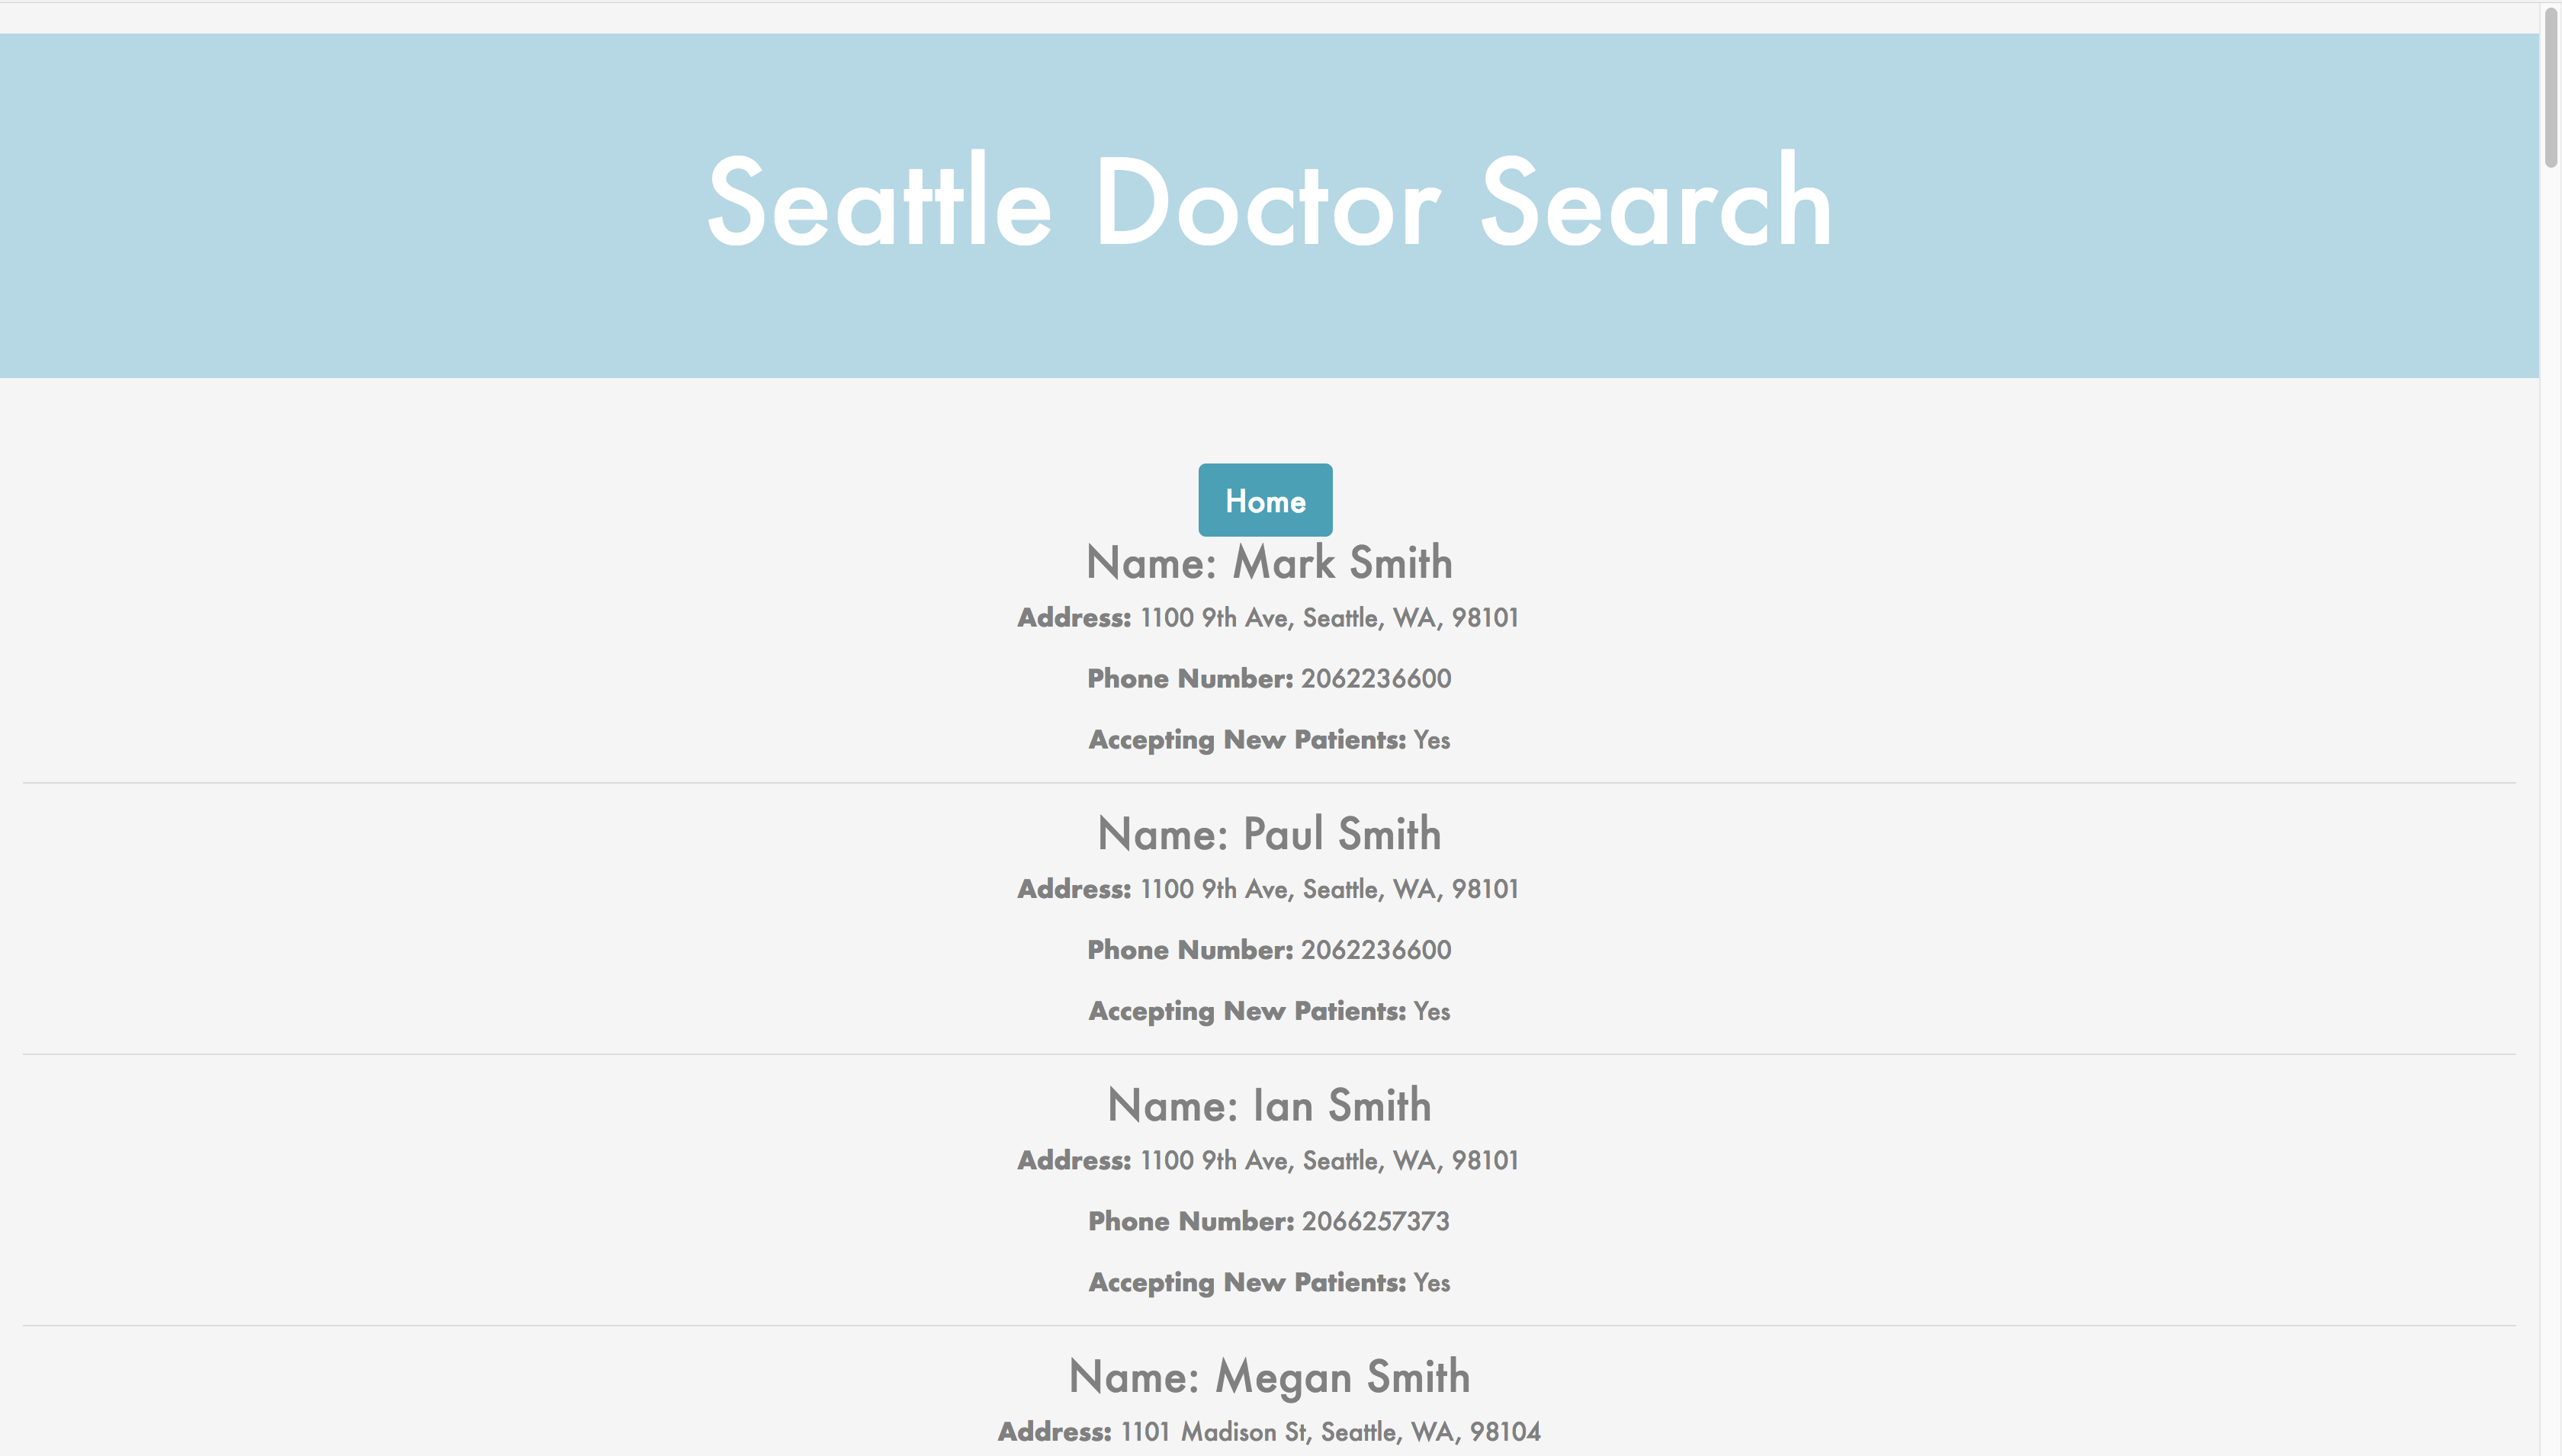 Seattle Doctor Search
Home
Name: Mark Smith
Address: 1100 9th Ave, Seattle, WA, 98101
Phone Number: 2062236600
Accepting New Patients: Yes
Name: Paul Smith
Address: 1100 9th Ave, Seattle, WA, 98101
Phone Number: 2062236600
Accepting New Patients: Yes
Name: Ian Smith
Address: 1100 9th Ave, Seattle, WA, 98101
Phone Number: 2066257373
Accepting New Patients: Yes
Name: Megan Smith
Address: 1101 Madison St, Seattle, WA, 98104